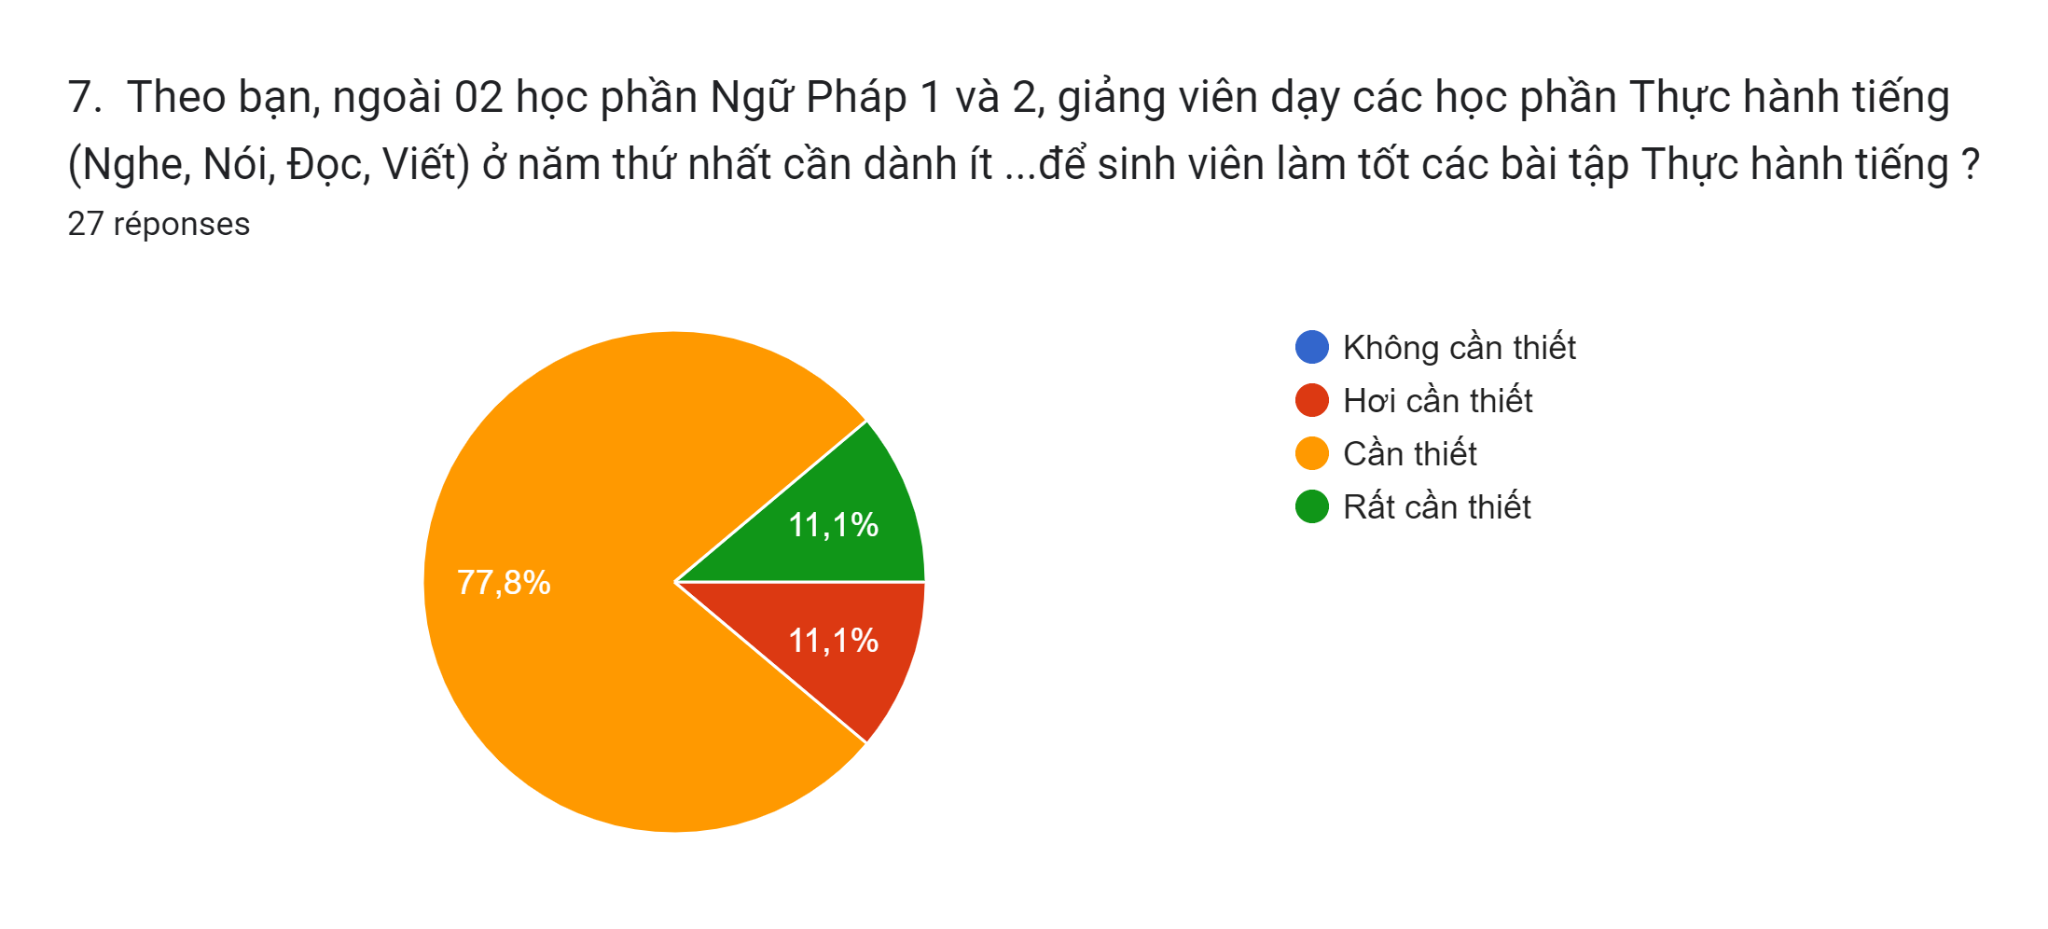 7.  Theo bạn, ngoài 02 học phần Ngữ Pháp 1 và 2, giảng viên dạy các học phần Thực hành tiếng
(Nghe, Nói, Đọc, Viết) ở năm thứ nhất cần dành ít ...để sinh viên làm tốt các bài tập Thực hành tiếng ?
27 réponses
Không cần thiết
Hơi cần thiết
Cần thiết
Rất cần thiết
11,1%
77,8%
11,1%